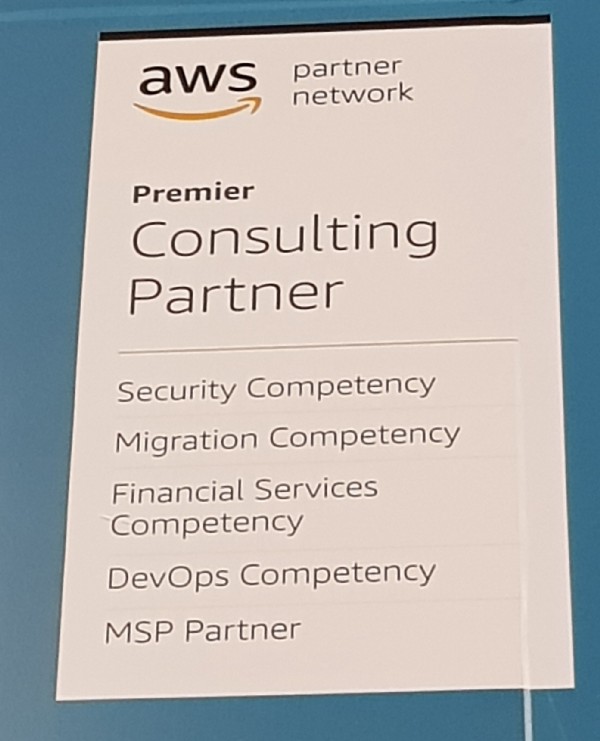 aws partner
network
Premier
Consulting
Partner
Security Competency
Migration Competency
Financial Services
Competency
DevOps Competency
MSP Partner